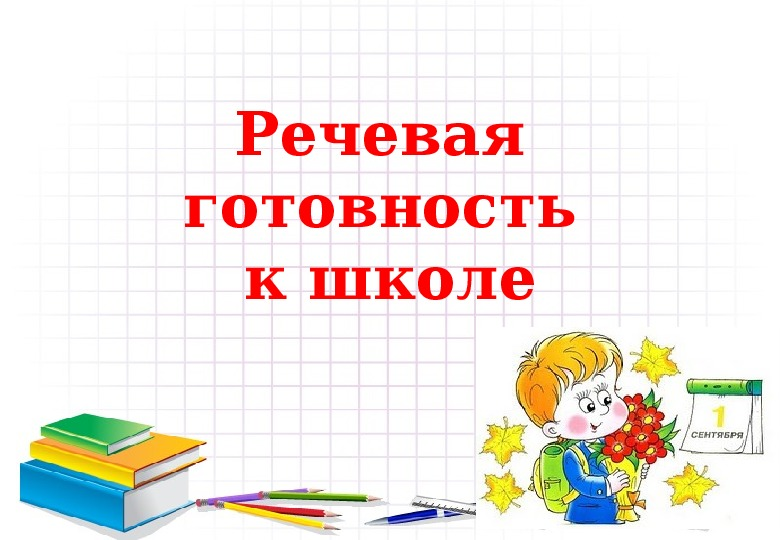 Речевая
готовность
к школе
1
СЕНТЯБРЯ